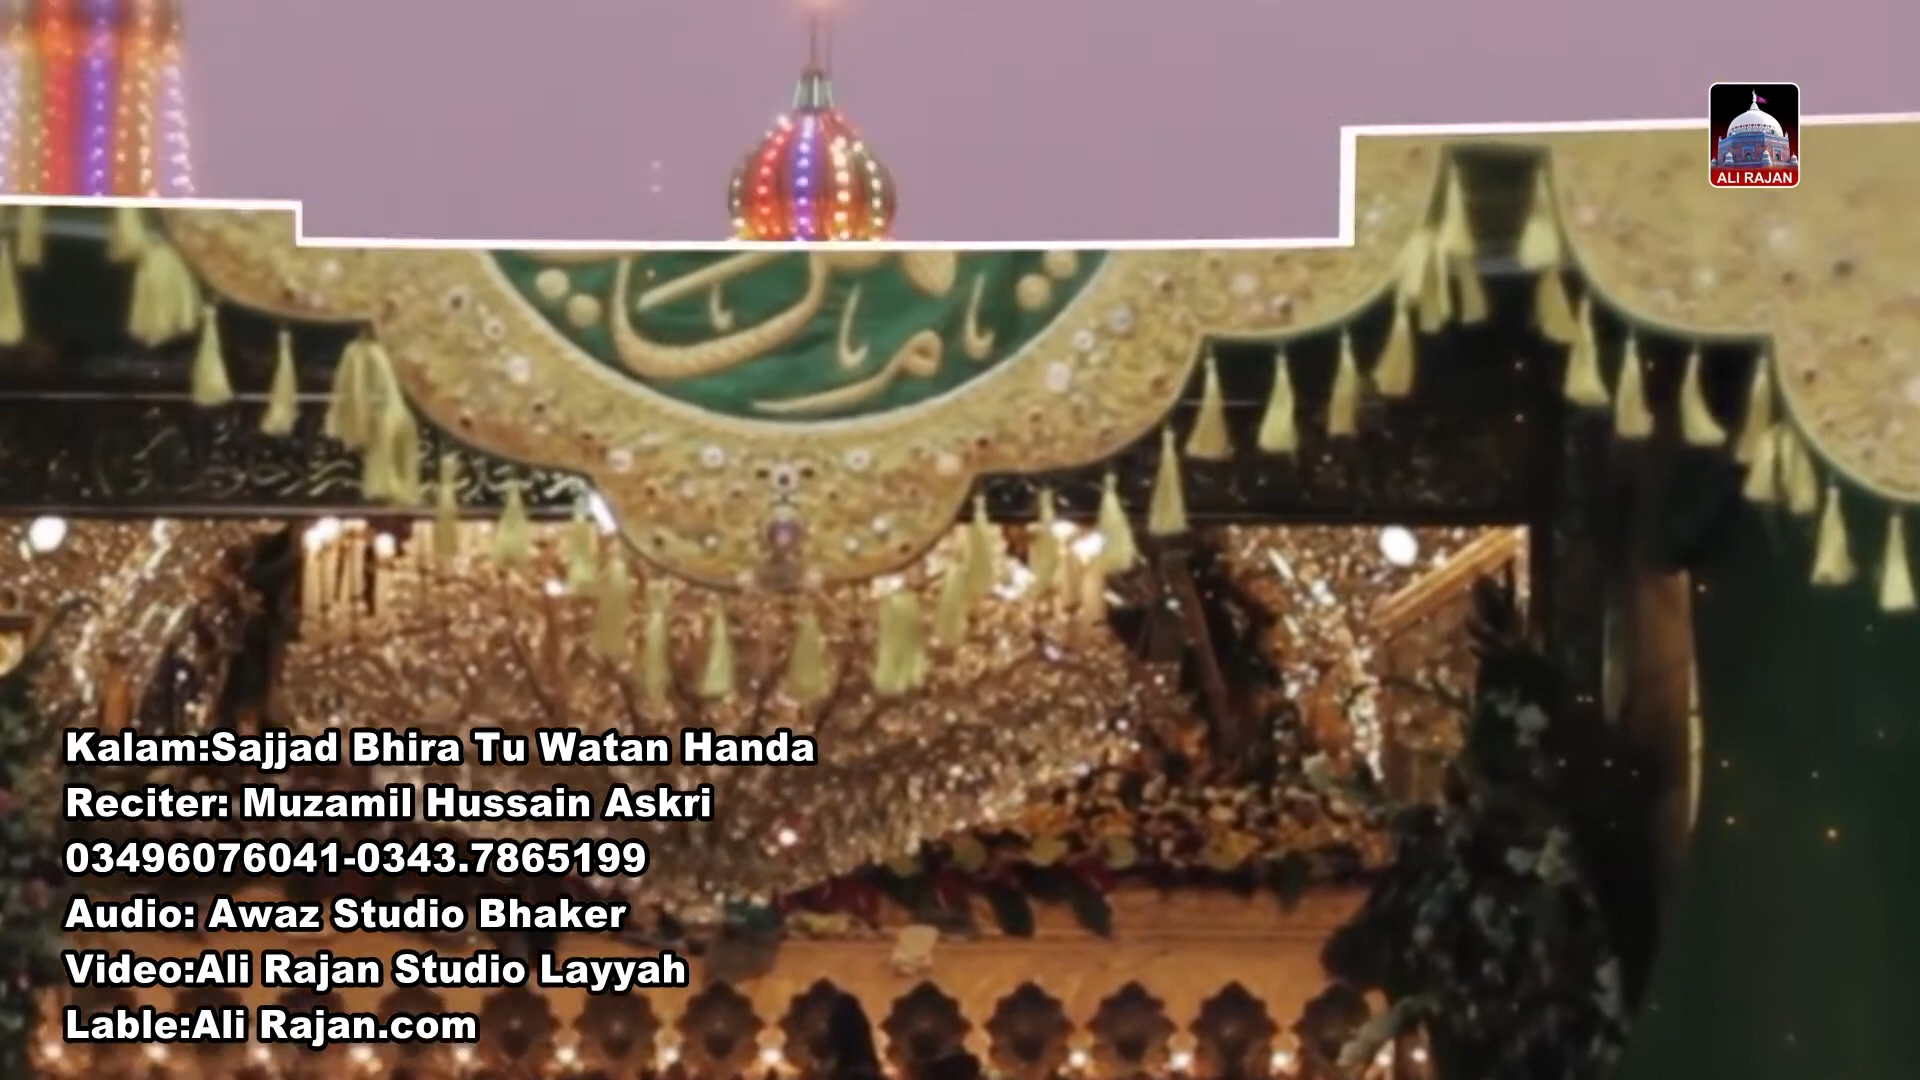 ALI RAJAN
Kalam:Sajjad Bhira Tu Watan Handa
Reciter: Muzamil Hussain Askri
03496076041-0343.7865199
Audio: Awaz Studio Bhaker
Video:Ali Rajan Studio Layyah
Lable:Ali Rajan.com